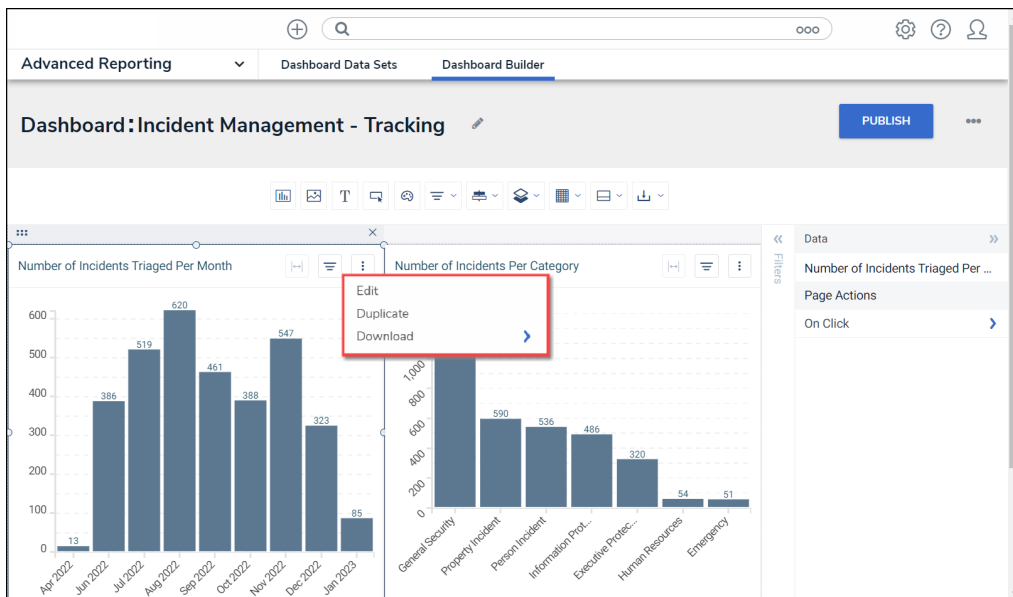 Advanced Reporting
Dashboard Data Sets
Dashboard Builder
Dashboard:Incident Management - Tracking
PUBLISH
T
Number of Incidents Triaged Per Month
Number of Incidents Per Category
Edit
Duplicate
Download
600
500
400
300
200
100
0
13
386
519
620
461
388
547
323
85
Apr 2022
Jun 2022
Jul 2022
Aug 2022
Sep 2022
Oct 2022
Nov 2022
Dec 2022
Jan 2023
1,000
800
600
400
200
0
590
536
486
320
54
51
General Security
Property Incident
Person Incident
Information Prot...
Executive Protec...
Human Resources
Emergency
Filters
Data
Number of Incidents Triaged Per ...
Page Actions
On Click